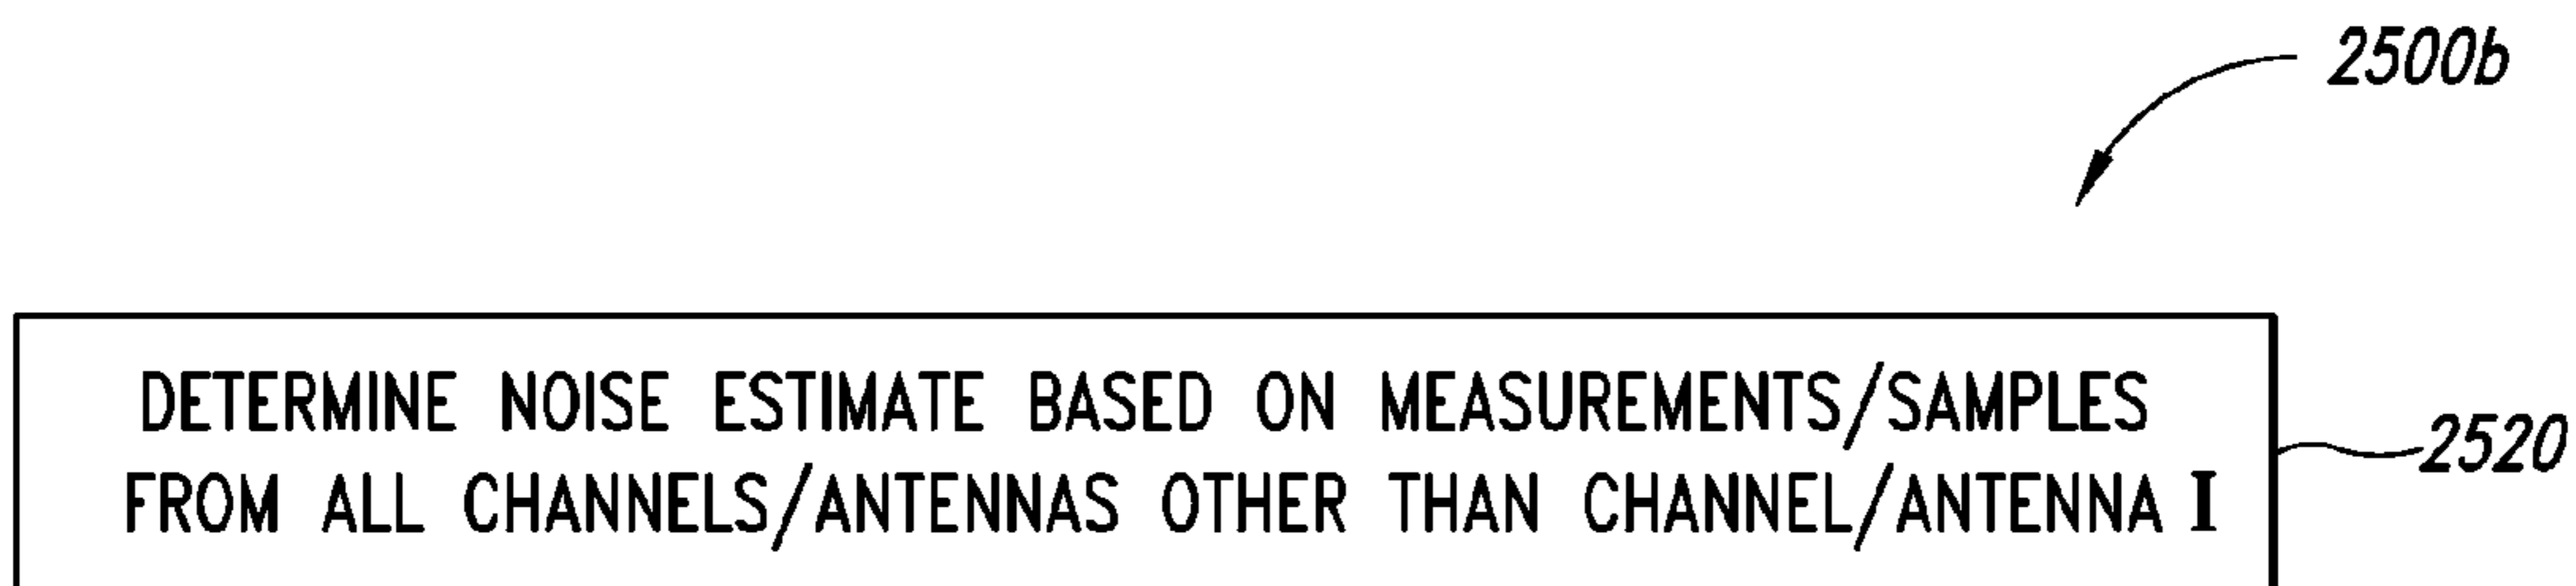 2500b
DETERMINE NOISE ESTIMATE BASED ON MEASUREMENTS/SAMPLES
FROM ALL CHANNELS/ANTENNAS OTHER THAN CHANNEL/ANTENNA I
2520